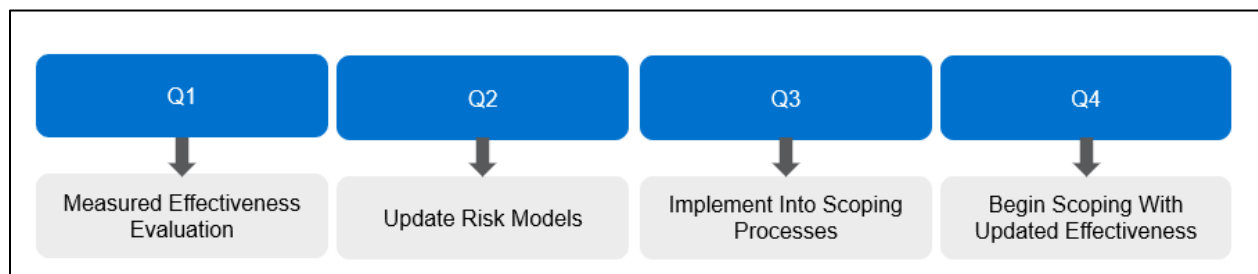 Q1
Q2
Q3
Q4
Measured Effectiveness
Evaluation
Update Risk Models
Implement Into Scoping
Processes
Begin Scoping With
Updated Effectiveness